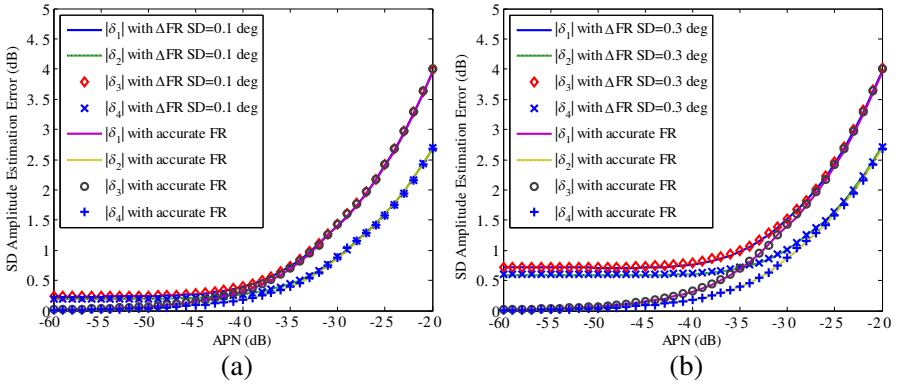 5
4.5
4
3.5
3
2.5
2
1.5
1
0.5
0
SD Amplitude Estimation Error (dB)
|δ1| with ΔFR SD=0.1 deg
|δ2| with ΔFR SD=0.1 deg
|δ3| with ΔFR SD=0.1 deg
|δ4| with ΔFR SD=0.1 deg
|δ1| with accurate FR
|δ2| with accurate FR
|δ3| with accurate FR
|δ4| with accurate FR
-60 -55 -50 -45 -40 -35 -30 -25 -20
APN (dB)
(a)
5
4.5
4
3.5
3
2.5
2
1.5
1
0.5
0
SD Amplitude Estimation Error (dB)
|δ1| with ΔFR SD=0.3 deg
|δ2| with ΔFR SD=0.3 deg
|δ3| with ΔFR SD=0.3 deg
|δ4| with ΔFR SD=0.3 deg
|δ1| with accurate FR
|δ2| with accurate FR
|δ3| with accurate FR
|δ4| with accurate FR
-60 -55 -50 -45 -40 -35 -30 -25 -20
APN (dB)
(b)